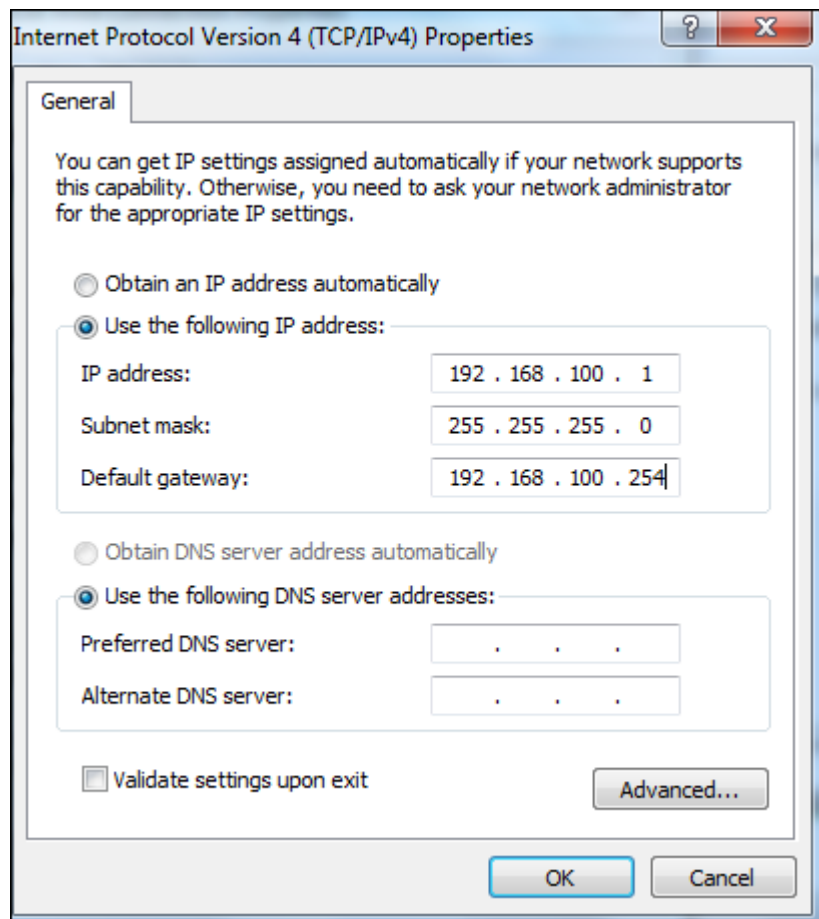 Internet Protocol Version 4 (TCP/IPv4) Properties
?
X
General
You can get IP settings assigned automatically if your network supports
this capability. Otherwise, you need to ask your network administrator
for the appropriate IP settings.
Obtain an IP address automatically
Use the following IP address:
IP address: 192 . 168 . 100 . 1
Subnet mask: 255 . 255 . 255 . 0
Default gateway: 192 . 168 . 100 . 254
Obtain DNS server address automatically
Use the following DNS server addresses:
Preferred DNS server: . . .
Alternate DNS server: . . .
Validate settings upon exit
Advanced...
OK Cancel